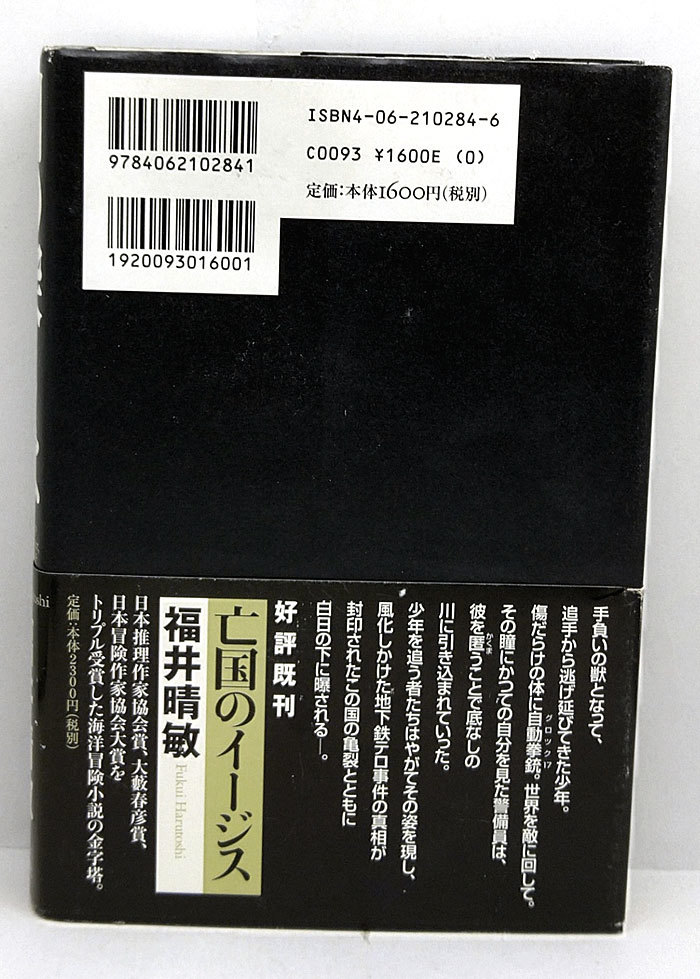 ISBN4-06-210284-6
9784062102841
C0093 ¥1600E (0)
定価：本体1600円(税別)
1920093016001
手負いの獣となって、
追手から逃げ延びてきた少年。
傷だらけの体に自動拳銃。世界を敵に回して。
グロック17
その瞳にかつての自分を見た警備員は、
彼を匿うことで底なしの
かくま
川に引き込まれていった。
少年を追う者たちはやがてその姿を現し、
風化しかけた地下鉄テロ事件の真相が
封印されたこの国の亀裂とともに
白日の下に曝される—。
好評既刊
亡国のイージス
福井晴敏
Fukui Harutoshi
日本推理作家協会賞、大藪春彦賞、
日本冒険作家協会大賞を
トリプル受賞した海洋冒険小説の金字塔。
定価：本体2300円(税別)